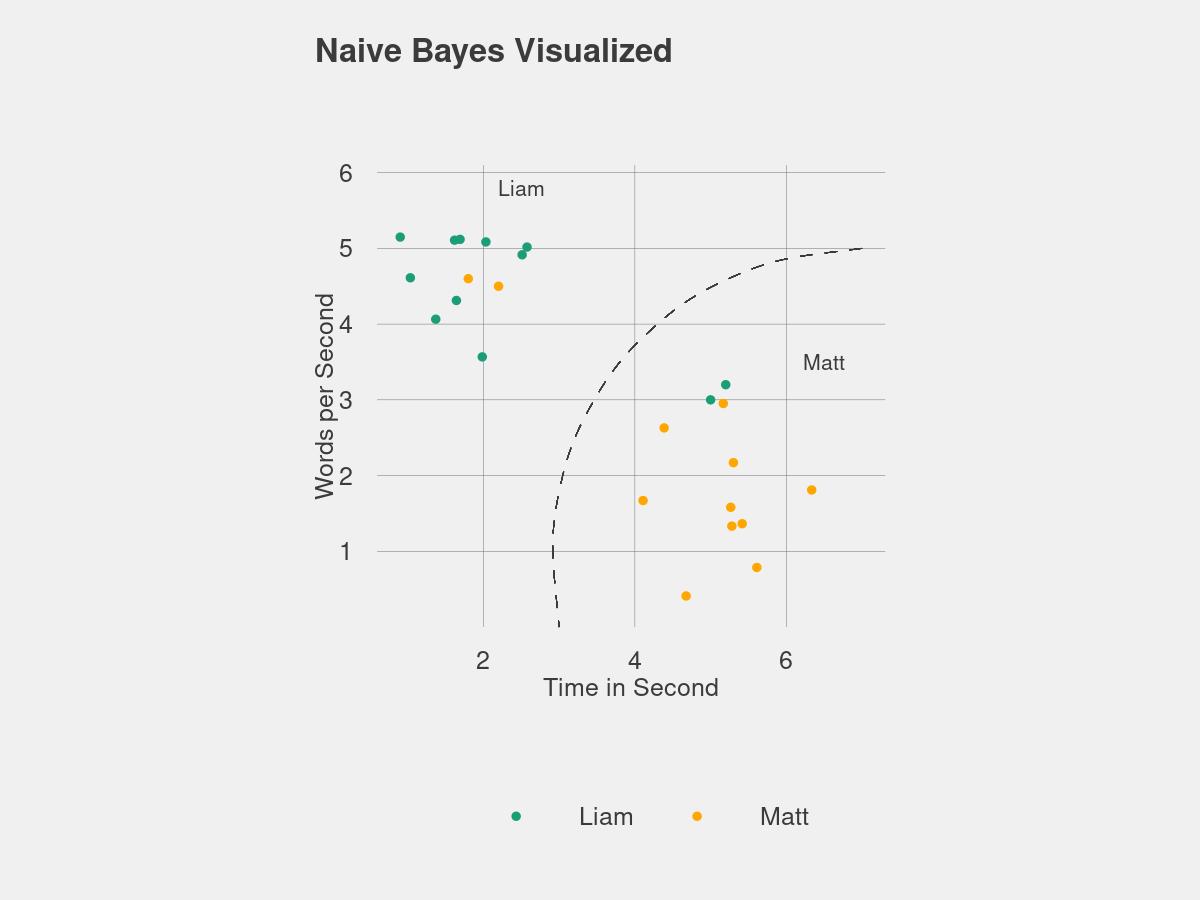 Naive Bayes Visualized
6
5
4
3
2
1
Words per Second
Liam
Matt
2 4 6
Time in Second
Liam Matt